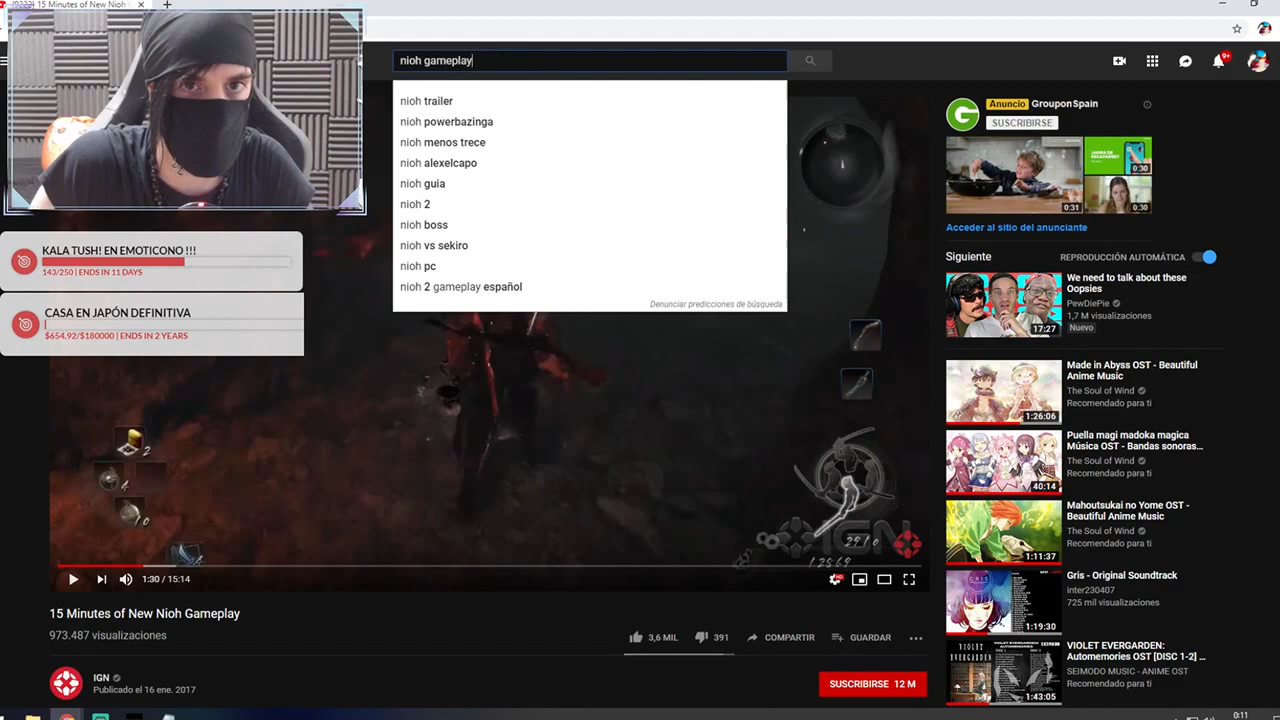 15 Minutes of New Nioh
nioh gameplay
nioh trailer
nioh powerbazinga
nioh menos trece
nioh alexelcapo
nioh guia
nioh 2
nioh boss
nioh vs sekiro
nioh pc
nioh 2 gameplay español
Denunciar predicciones de búsqueda
9+
KALA TUSH! EN EMOTICONO !!!
143/250 | ENDS IN 11 DAYS
CASA EN JAPÓN DEFINITIVA
$654.92/$180000 | ENDS IN 2 YEARS
2
4
10
IGN
1:30 / 15:14
15 Minutes of New Nioh Gameplay
973.487 visualizaciones
3,6 MIL
391
COMPARTIR
GUARDAR
IGN
Publicado el 16 ene. 2017
SUSCRIBIRSE 12 M
Anuncio GrouponSpain
SUSCRIBIRSE
0:31
0:30
0:30
Acceder al sitio del anunciante
Siguiente
REPRODUCCIÓN AUTOMÁTICA
17:27
We need to talk about these
Oopsies
PewDiePie
1,7 M visualizaciones
Nuevo
1:26:06
Made in Abyss OST - Beautiful
Anime Music
The Soul of Wind
Recomendado para ti
40:14
Puella magi madoka magica
Música OST - Bandas sonoras...
The Soul of Wind
Recomendado para ti
1:11:37
Mahoutsukai no Yome OST -
Beautiful Anime Music
The Soul of Wind
Recomendado para ti
1:19:30
Gris - Original Soundtrack
inter230407
725 mil visualizaciones
VIOLET
EVERGARDEN
1:43:05
VIOLET EVERGARDEN:
Automemories OST [DISC 1-2] ...
SEIMODO MUSIC - ANIME OST
Recomendado para ti
0:11